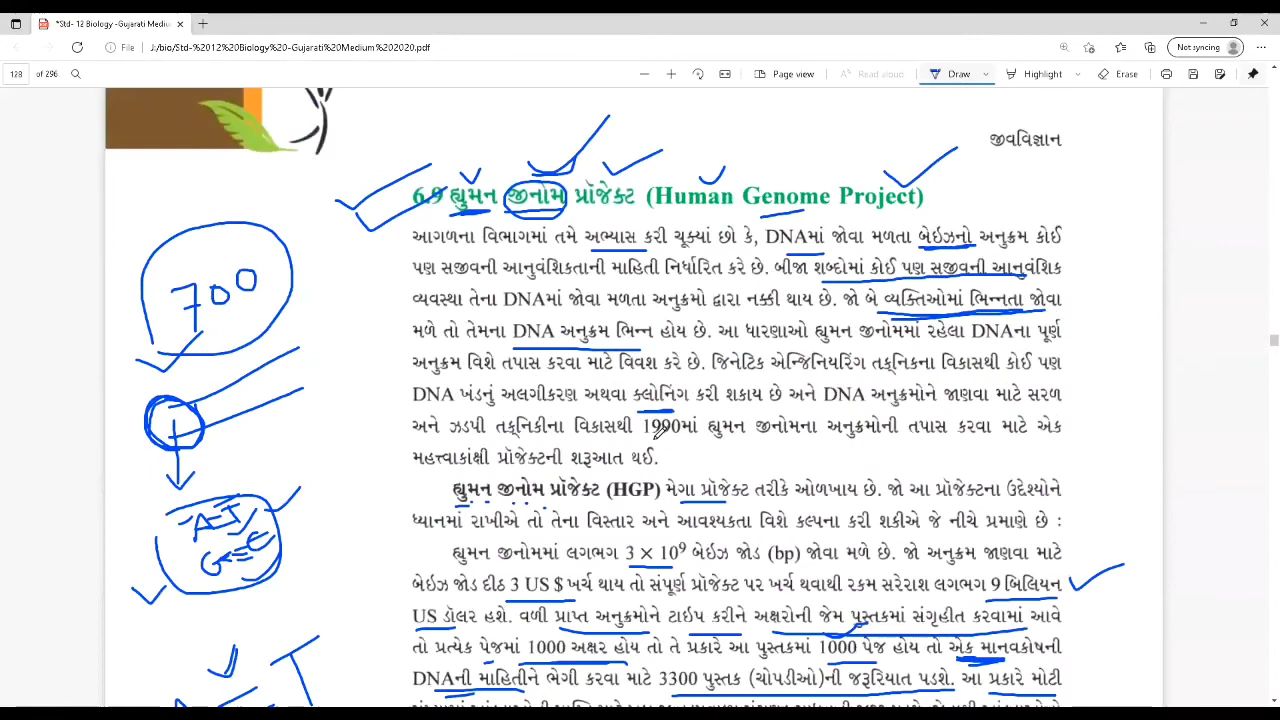 *Std- 12 Biology -Gujarati Medium
File
J:/bio/Std-%2012%20Biology%20-Gujarati%20Medium%202020.pdf
Not syncing
128 of 296
Page view
Read aloud
Draw
Highlight
Erase
જીવવિજ્ઞાન
6.9 હ્યુમન જીનોમ પ્રૉજેક્ટ (Human Genome Project)
આગળના વિભાગમાં તમે અભ્યાસ કરી ચૂક્યાં છો કે, DNAમાં જોવા મળતા બેઇઝનો અનુક્રમ કોઈ
પણ સજીવની આનુવંશિકતાની માહિતી નિર્ધારિત કરે છે. બીજા શબ્દોમાં કોઈ પણ સજીવની આનુવંશિક
વ્યવસ્થા તેના DNAમાં જોવા મળતા અનુક્રમો દ્વારા નક્કી થાય છે. જો બે વ્યક્તિઓમાં ભિન્નતા જોવા
મળે તો તેમના DNA અનુક્રમ ભિન્ન હોય છે. આ ધારણાઓ હ્યુમન જીનોમમાં રહેલા DNAના પૂર્ણ
અનુક્રમ વિશે તપાસ કરવા માટે વિવશ કરે છે. જિનેટિક એન્જિનિયરિંગ તક્નિકના વિકાસથી કોઈ પણ
DNA ખંડનું અલગીકરણ અથવા ક્લોનિંગ કરી શકાય છે અને DNA અનુક્રમોને જાણવા માટે સરળ
અને ઝડપી તક્નિકીના વિકાસથી 1990માં હ્યુમન જીનોમના અનુક્રમોની તપાસ કરવા માટે એક
મહત્ત્વાકાંક્ષી પ્રૉજેક્ટની શરૂઆત થઈ.
હ્યુમન જીનોમ પ્રૉજેક્ટ (HGP) મેગા પ્રૉજેક્ટ તરીકે ઓળખાય છે. જો આ પ્રૉજેક્ટના ઉદ્દેશ્યોને
ધ્યાનમાં રાખીએ તો તેના વિસ્તાર અને આવશ્યકતા વિશે કલ્પના કરી શકીએ જે નીચે પ્રમાણે છે :
હ્યુમન જીનોમમાં લગભગ 3 × 10⁹ બેઇઝ જોડ (bp) જોવા મળે છે. જો અનુક્રમ જાણવા માટે
બેઇઝ જોડ દીઠ 3 US $ ખર્ચ થાય તો સંપૂર્ણ પ્રૉજેક્ટ પર ખર્ચ થવાથી રકમ સરેરાશ લગભગ 9 બિલિયન
US ડૉલર હશે. વળી પ્રાપ્ત અનુક્રમોને ટાઇપ કરીને અક્ષરોની જેમ પુસ્તકમાં સંગૃહીત કરવામાં આવે
તો પ્રત્યેક પેજમાં 1000 અક્ષર હોય તો તે પ્રકારે આ પુસ્તકમાં 1000 પેજ હોય તો એક માનવકોષની
DNAની માહિતીને ભેગી કરવા માટે 3300 પુસ્તક (ચોપડીઓ)ની જરૂરિયાત પડશે. આ પ્રકારે મોટી
700
A=T
G≡C